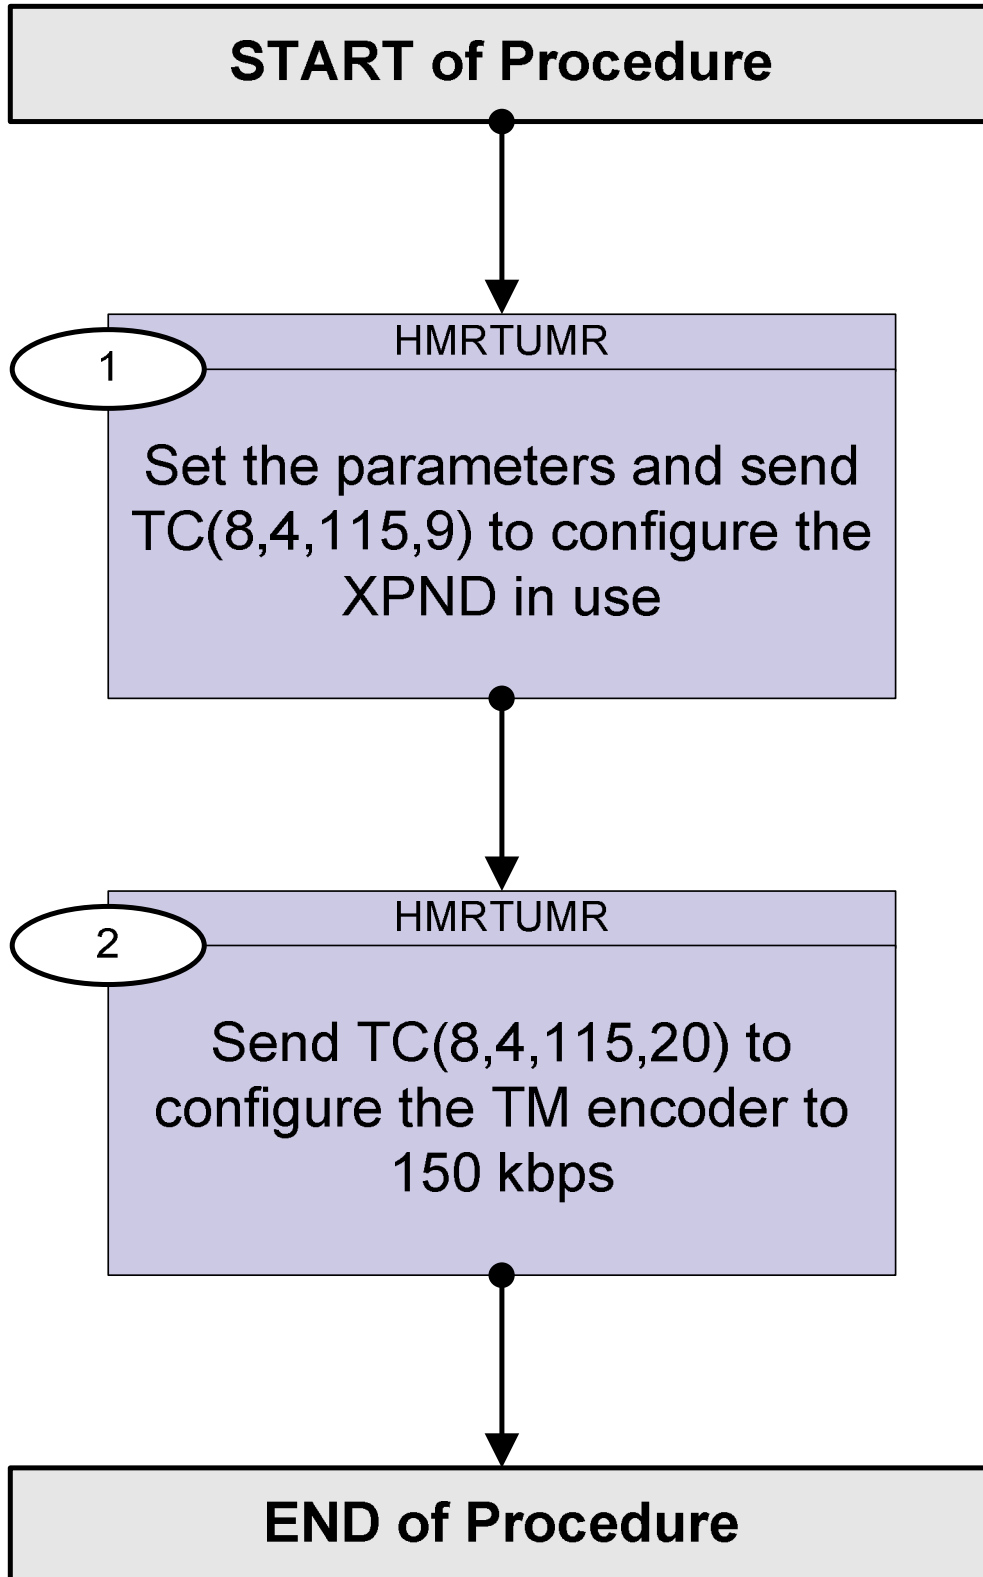 START of Procedure
HMRTUMR
1
Set the parameters and send
TC(8,4,115,9) to configure the
XPND in use
HMRTUMR
2
Send TC(8,4,115,20) to
configure the TM encoder to
150 kbps
END of Procedure